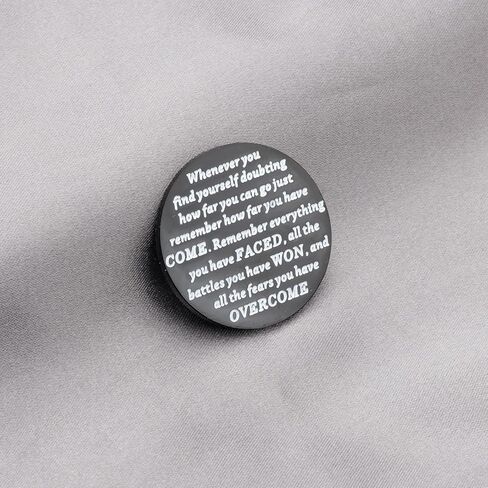 Whenever you
find yourself doubting
how far you can go just
remember how far you have
COME. Remember everything
you have FACED, all the
battles you have WON, and
all the fears you have
OVERCOME